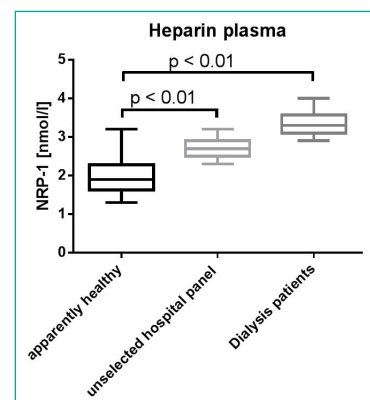 Heparin plasma
NRP-1 [nmol/l]
5
4
3
2
1
0
p < 0.01
p < 0.01
apparently healthy
unselected hospital panel
Dialysis patients